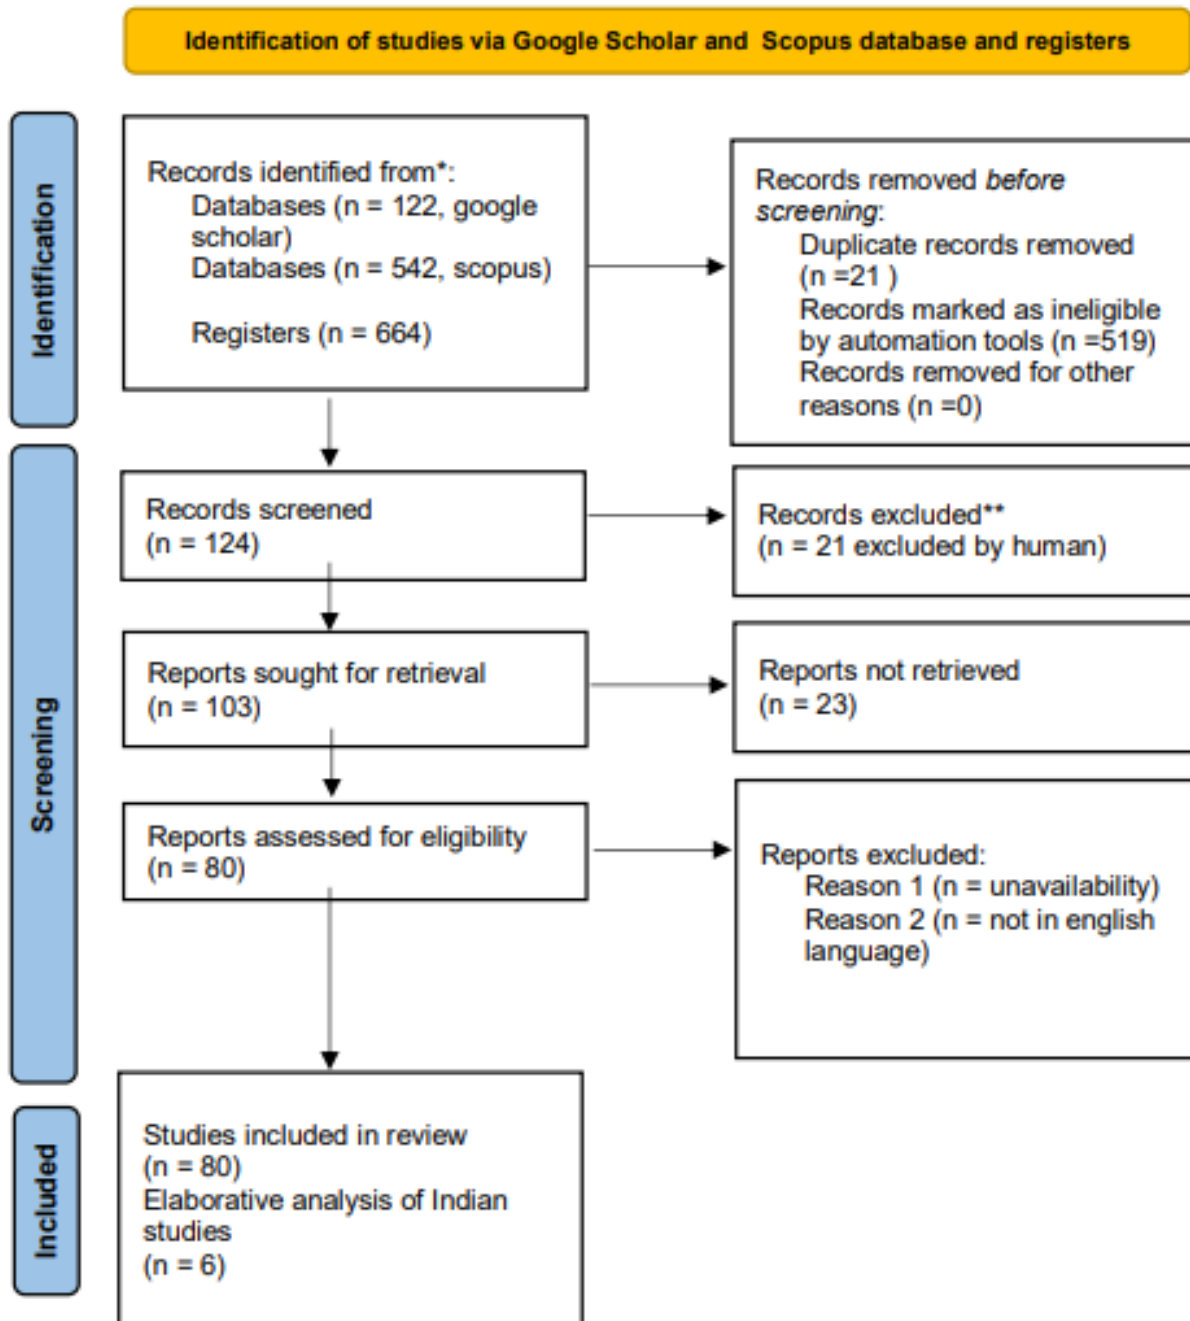 Identification of studies via Google Scholar and Scopus database and registers
Identification
Records identified from*:
Databases (n = 122, google
scholar)
Databases (n = 542, scopus)
Registers (n = 664)
Records removed before
screening:
Duplicate records removed
(n =21 )
Records marked as ineligible
by automation tools (n =519)
Records removed for other
reasons (n =0)
Screening
Records screened
(n = 124)
Records excluded**
(n = 21 excluded by human)
Reports sought for retrieval
(n = 103)
Reports not retrieved
(n = 23)
Reports assessed for eligibility
(n = 80)
Reports excluded:
Reason 1 (n = unavailability)
Reason 2 (n = not in english
language)
Included
Studies included in review
(n = 80)
Elaborative analysis of Indian
studies
(n = 6)